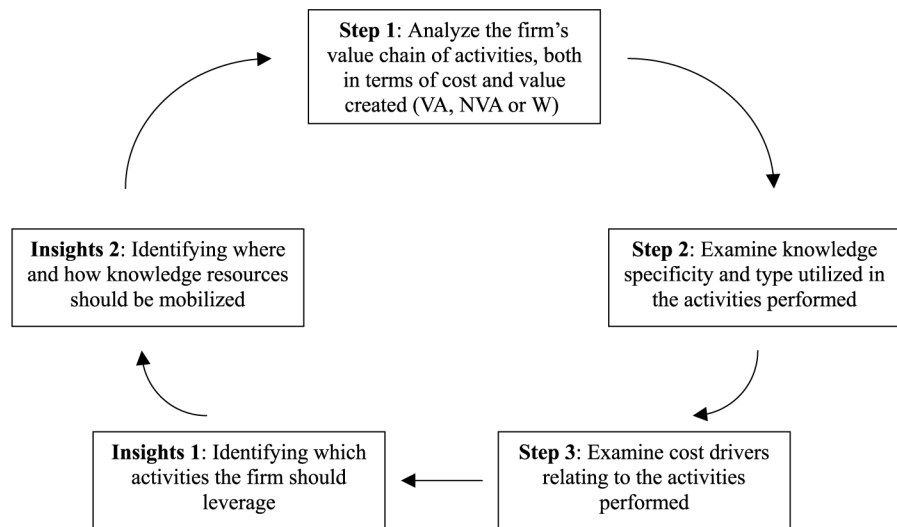 Step 1: Analyze the firm's
value chain of activities, both
in terms of cost and value
created (VA, NVA or W)
Step 2: Examine knowledge
specificity and type utilized in
the activities performed
Step 3: Examine cost drivers
relating to the activities
performed
Insights 1: Identifying which
activities the firm should
leverage
Insights 2: Identifying where
and how knowledge resources
should be mobilized